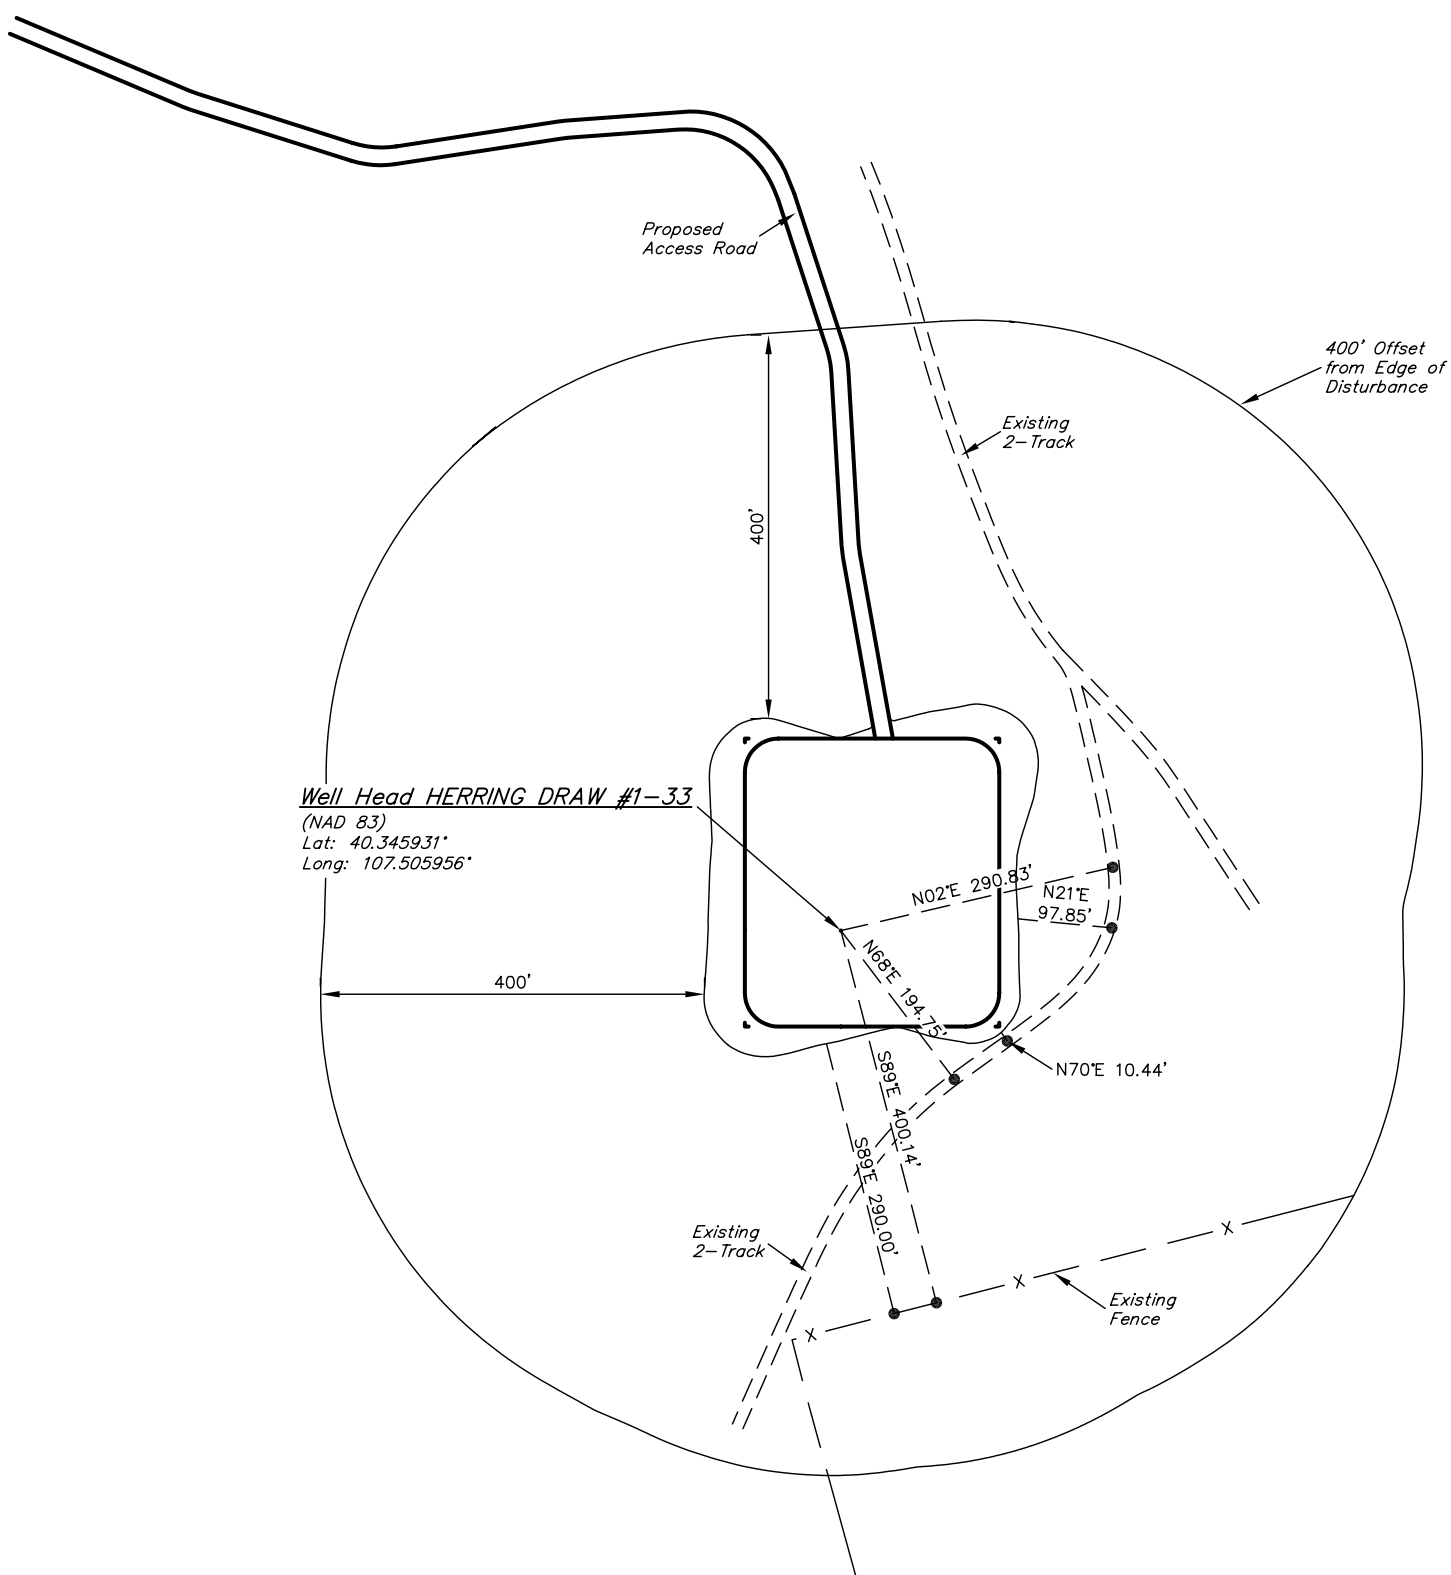 Proposed
Access Road
400' Offset
from Edge of
Disturbance
Existing
2-Track
400'
Well Head HERRING DRAW #1-33
(NAD 83)
Lat: 40.345931°
Long: 107.505956°
N02°E 290.83'
N21°E
97.85'
N68°E 194.75'
400'
N70°E 10.44'
S89°E 400.14'
S89°E 290.00'
Existing
2-Track
X
X
X
Existing
Fence